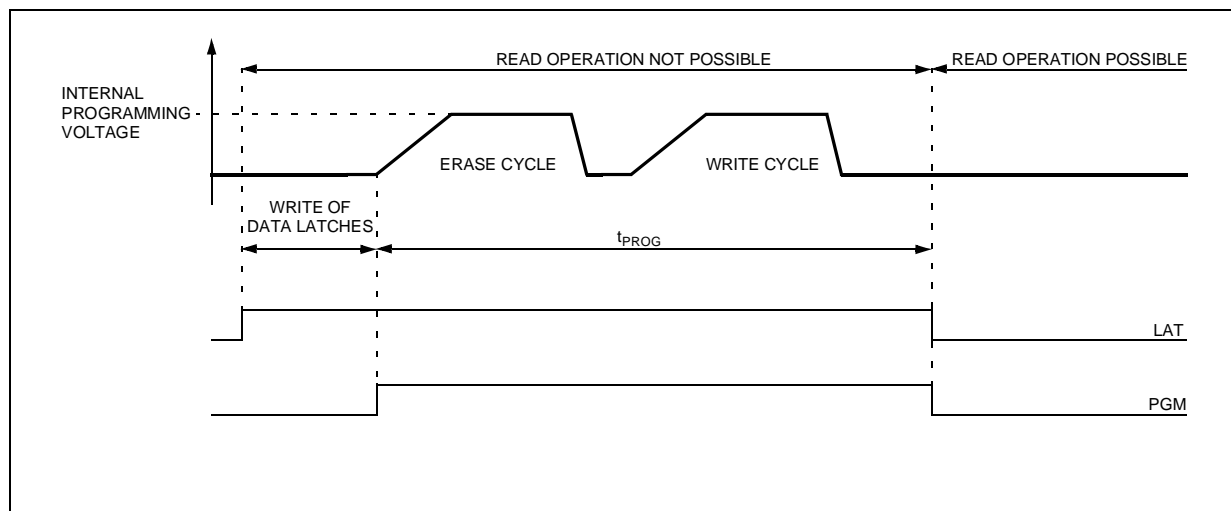 READ OPERATION NOT POSSIBLE
READ OPERATION POSSIBLE
INTERNAL
PROGRAMMING
VOLTAGE
ERASE CYCLE
WRITE CYCLE
WRITE OF
DATA LATCHES
tPROG
LAT
PGM